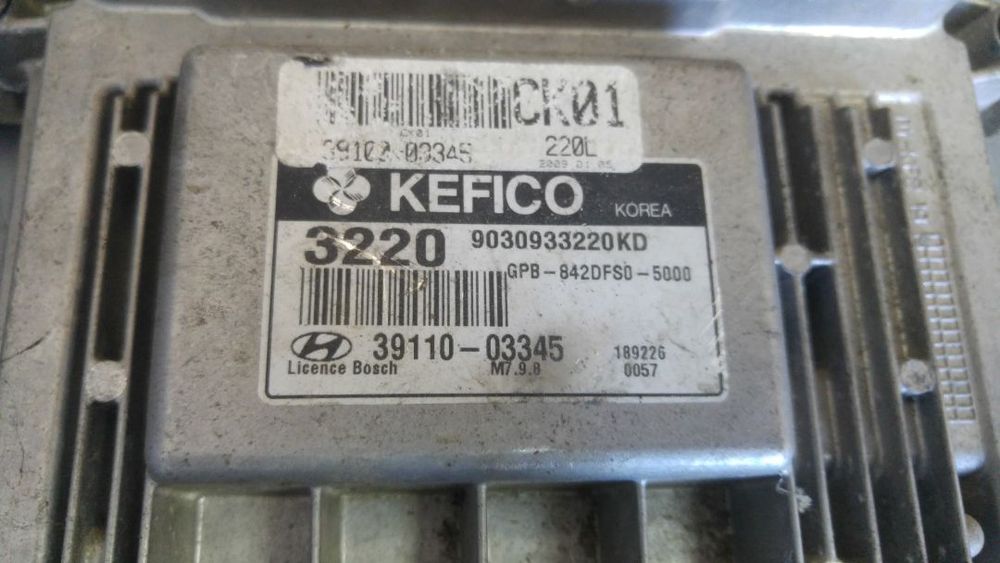 CK01
CK01
39102-03345 220L
2009.01.05
KEFICO KOREA
3220 9030933220KD
GPB-842DFS0-5000
39110-03345 189226
Licence Bosch M7.9.8 0057